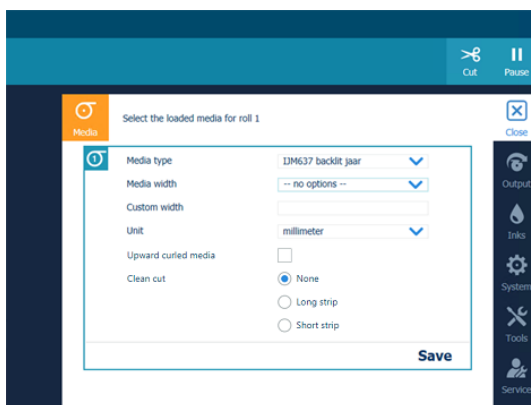 Cut
Pause
Media
Select the loaded media for roll 1
Close
1
Media type
IJM637 backlit jaar
Media width
-- no options --
Custom width
Unit
millimeter
Upward curled media
Clean cut
None
Long strip
Short strip
Save
Output
Inks
System
Tools
Service